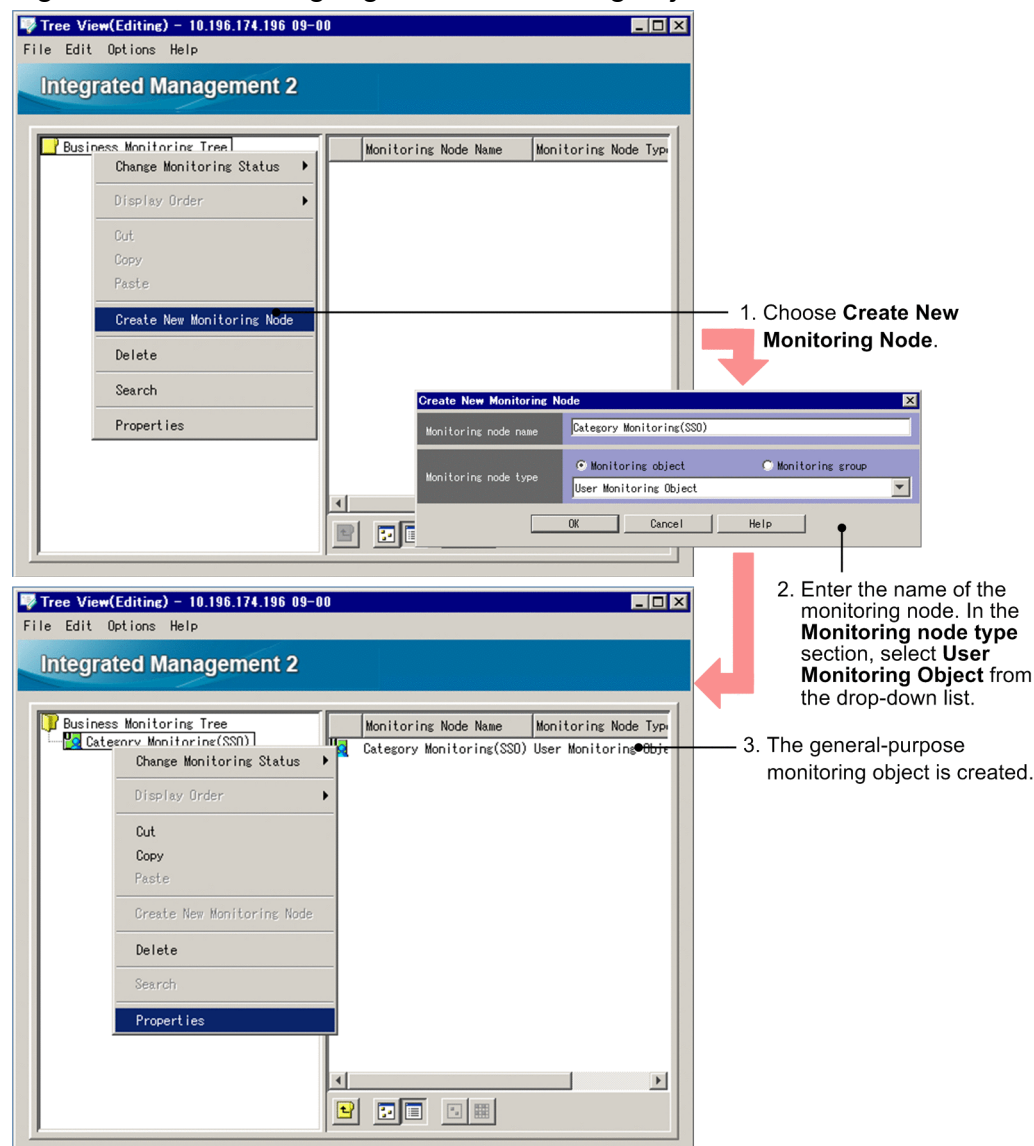 Tree View(Editing) - 10.196.174.196 09-00
File Edit Options Help
Integrated Management 2
Business Monitoring Tree
Monitoring Node Name
Monitoring Node Typ
Change Monitoring Status
Display Order
Cut
Copy
Paste
Create New Monitoring Node
Delete
Search
Properties
1. Choose Create New
Monitoring Node.
Create New Monitoring Node
Monitoring node name
Category Monitoring(SSO)
Monitoring node type
Monitoring object
Monitoring group
User Monitoring Object
OK
Cancel
Help
2. Enter the name of the
monitoring node. In the
Monitoring node type
section, select User
Monitoring Object from
the drop-down list.
Tree View(Editing) - 10.196.174.196 09-00
File Edit Options Help
Integrated Management 2
Business Monitoring Tree
Category Monitoring(SSO)
Monitoring Node Name
Monitoring Node Typ
Category Monitoring(SSO) User Monitoring Obje
Change Monitoring Status
Display Order
Cut
Copy
Paste
Create New Monitoring Node
Delete
Search
Properties
3. The general-purpose
monitoring object is created.